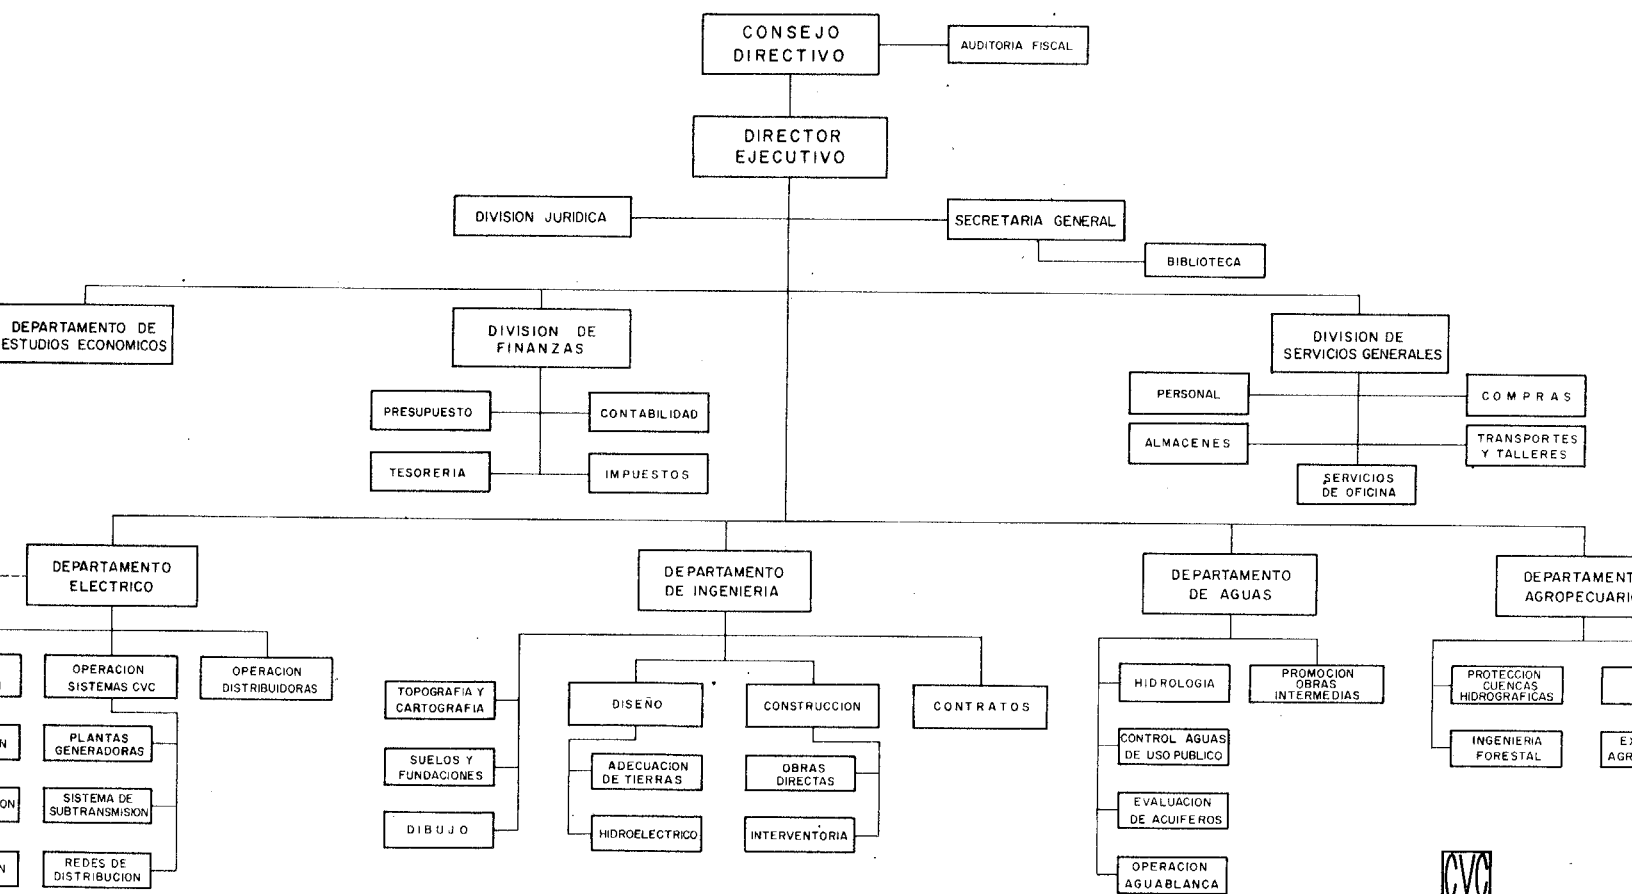 CONSEJO
DIRECTIVO
AUDITORIA FISCAL
DIRECTOR
EJECUTIVO
DIVISION JURIDICA
SECRETARIA GENERAL
BIBLIOTECA
DEPARTAMENTO DE
ESTUDIOS ECONOMICOS
DIVISION DE
FINANZAS
DIVISION DE
SERVICIOS GENERALES
PRESUPUESTO
CONTABILIDAD
TESORERIA
IMPUESTOS
PERSONAL
COMPRAS
ALMACENES
TRANSPORTES
Y TALLERES
SERVICIOS
DE OFICINA
DEPARTAMENTO
ELECTRICO
DEPARTAMENTO
DE INGENIERIA
DEPARTAMENTO
DE AGUAS
DEPARTAMENT
AGROPECUARI
OPERACION
SISTEMAS CVC
OPERACION
DISTRIBUIDORAS
PLANTAS
GENERADORAS
SISTEMA DE
SUBTRANSMISION
REDES DE
DISTRIBUCION
TOPOGRAFIA Y
CARTOGRAFIA
SUELOS Y
FUNDACIONES
DIBUJO
DISEÑO
ADECUACION
DE TIERRAS
HIDROELECTRICO
CONSTRUCCION
OBRAS
DIRECTAS
INTERVENTORIA
CONTRATOS
HIDROLOGIA
PROMOCION
OBRAS
INTERMEDIAS
CONTROL AGUAS
DE USO PUBLICO
EVALUACION
DE ACUIFEROS
OPERACION
AGUABLANCA
PROTECCION
CUENCAS
HIDROGRAFICAS
INGENIERIA
FORESTAL
CVC